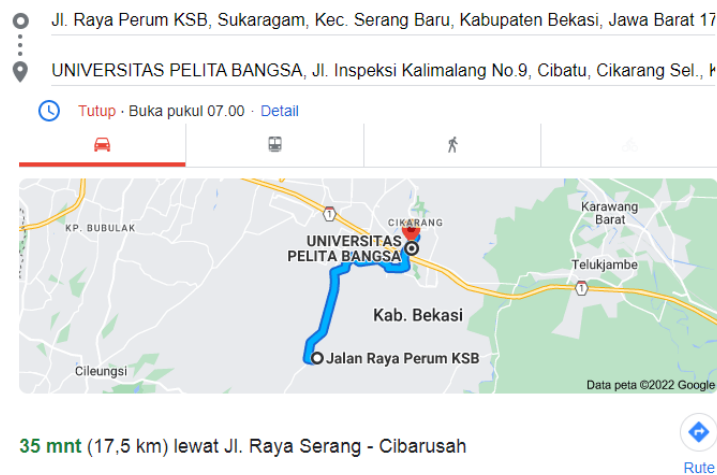 Jl. Raya Perum KSB, Sukaragam, Kec. Serang Baru, Kabupaten Bekasi, Jawa Barat 17
UNIVERSITAS PELITA BANGSA, Jl. Inspeksi Kalimalang No.9, Cibatu, Cikarang Sel., K
Tutup · Buka pukul 07.00 · Detail
KP. BUBULAK
1
CIKARANG
Karawang
Barat
UNIVERSITAS
PELITA BANGSA
Telukjambe
1
Kab. Bekasi
Jalan Raya Perum KSB
Cileungsi
Data peta ©2022 Google
35 mnt (17,5 km) lewat Jl. Raya Serang - Cibarusah
Rute